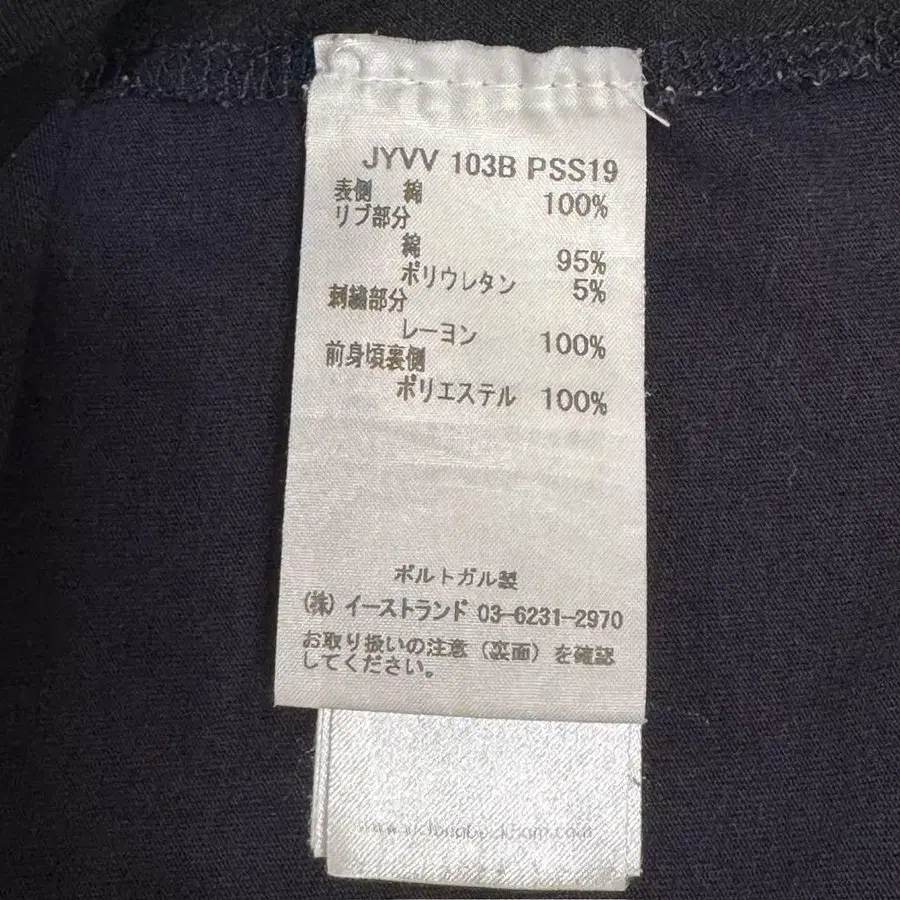 JYVV 103B PSS19
表側 綿 100%
リブ部分
綿 95%
ポリウレタン 5%
刺繍部分
レーヨン 100%
前身頃裏側
ポリエステル 100%
ポルトガル製
(株) イーストランド 03-6231-2970
お取り扱いの注意 (裏面) を確認
してください。